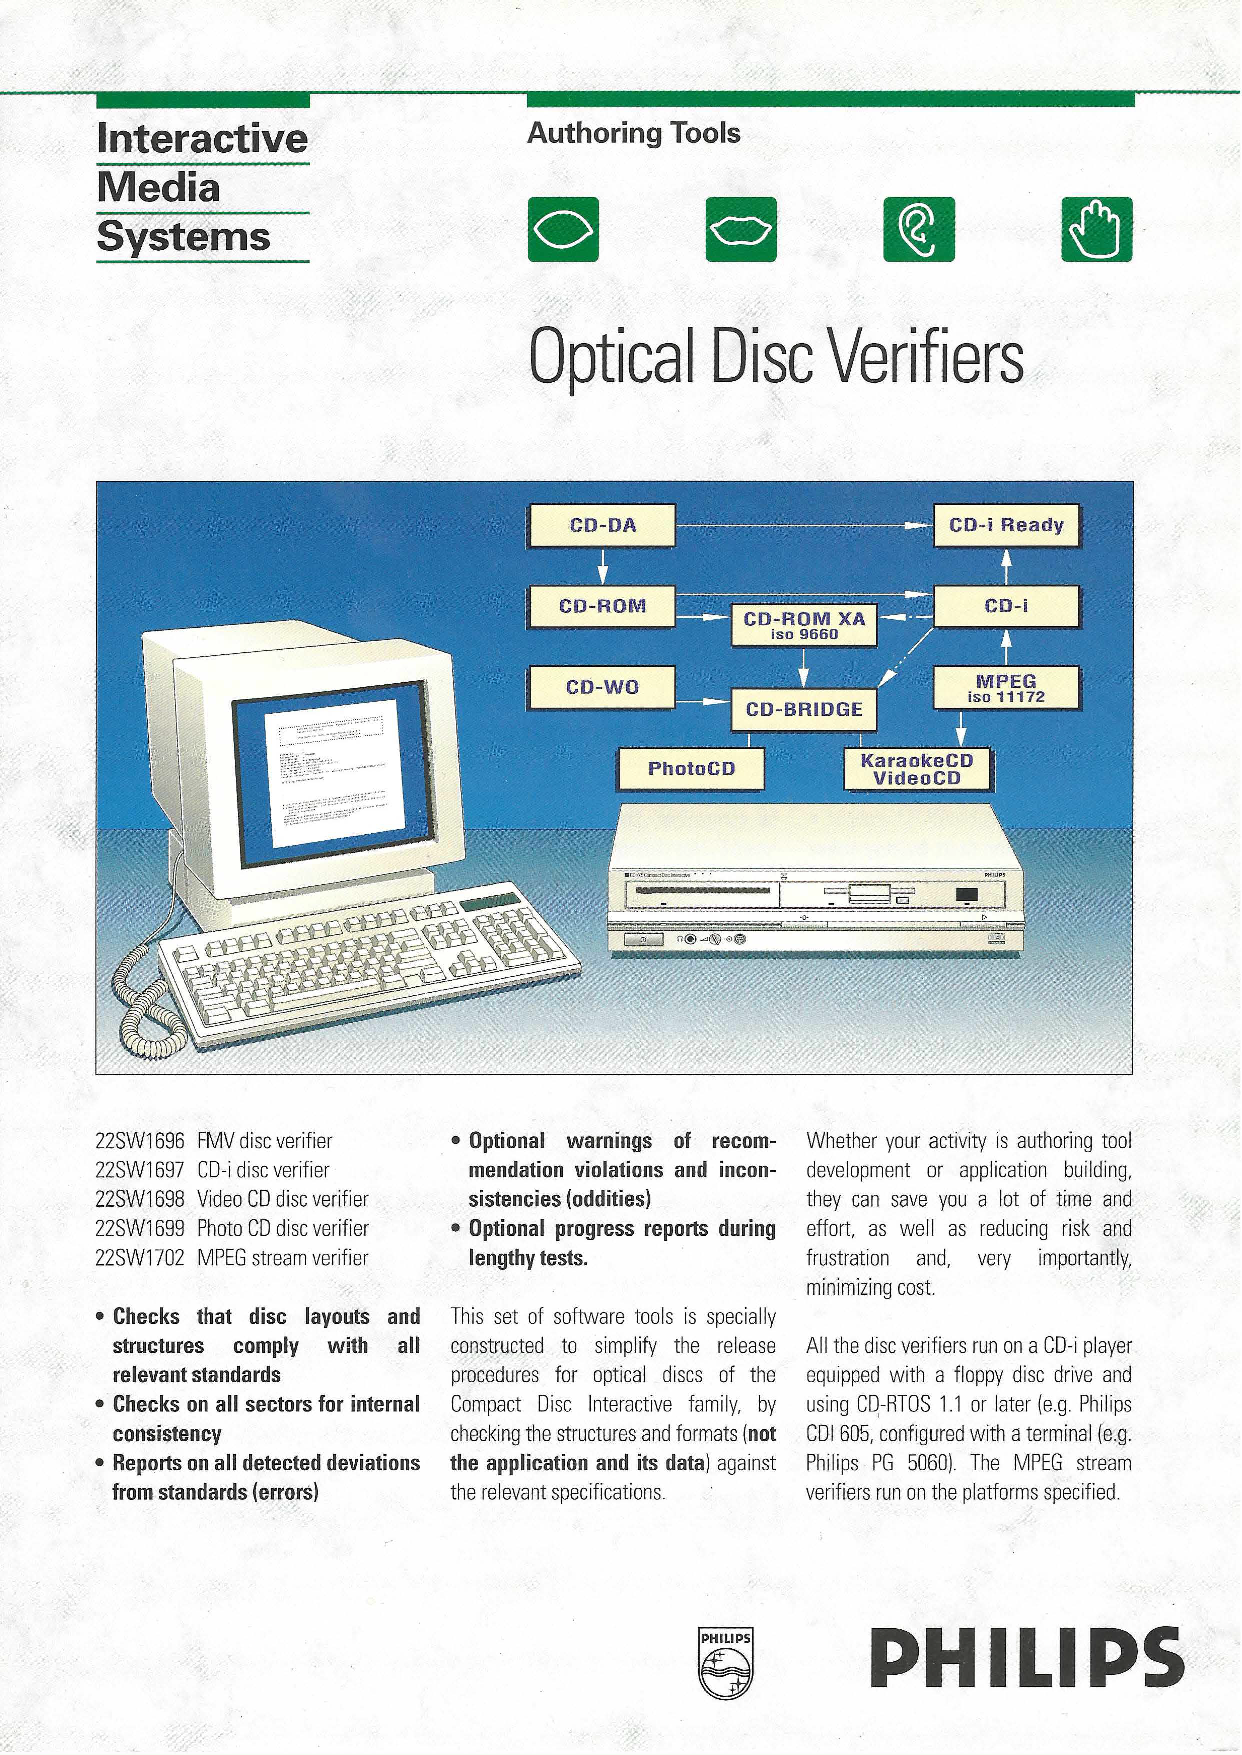 Interactive
Media
Systems
Authoring Tools
Optical Disc Verifiers
CD-DA
CD-i Ready
CD-ROM
CD-ROM XA
iso 9660
CD-i
CD-WO
CD-BRIDGE
MPEG
iso 11172
PhotoCD
KaraokeCD
VideoCD
PHILIPS
22SW1696 FMV disc verifier
22SW1697 CD-i disc verifier
22SW1698 Video CD disc verifier
22SW1699 Photo CD disc verifier
22SW1702 MPEG stream verifier
• Checks that disc layouts and
structures comply with all
relevant standards
• Checks on all sectors for internal
consistency
• Reports on all detected deviations
from standards (errors)
• Optional warnings of recom-
mendation violations and incon-
sistencies (oddities)
• Optional progress reports during
lengthy tests.
This set of software tools is specially
constructed to simplify the release
procedures for optical discs of the
Compact Disc Interactive family, by
checking the structures and formats (not
the application and its data) against
the relevant specifications.
Whether your activity is authoring tool
development or application building,
they can save you a lot of time and
effort, as well as reducing risk and
frustration and, very importantly,
minimizing cost.
All the disc verifiers run on a CD-i player
equipped with a floppy disc drive and
using CD-RTOS 1.1 or later (e.g. Philips
CDI 605, configured with a terminal (e.g.
Philips PG 5060). The MPEG stream
verifiers run on the platforms specified.
PHILIPS
PHILIPS